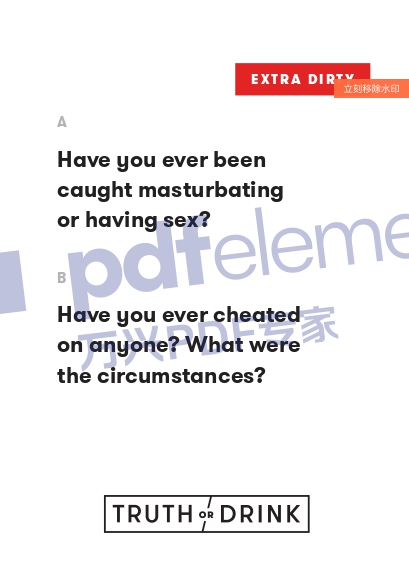 EXTRA DIRTY
立刻移除水印
A
Have you ever been
caught masturbating
or having sex?
pdfeleme
B
Have you ever cheated
on anyone? What were
the circumstances?
万兴PDF专家
TRUTH OR DRINK